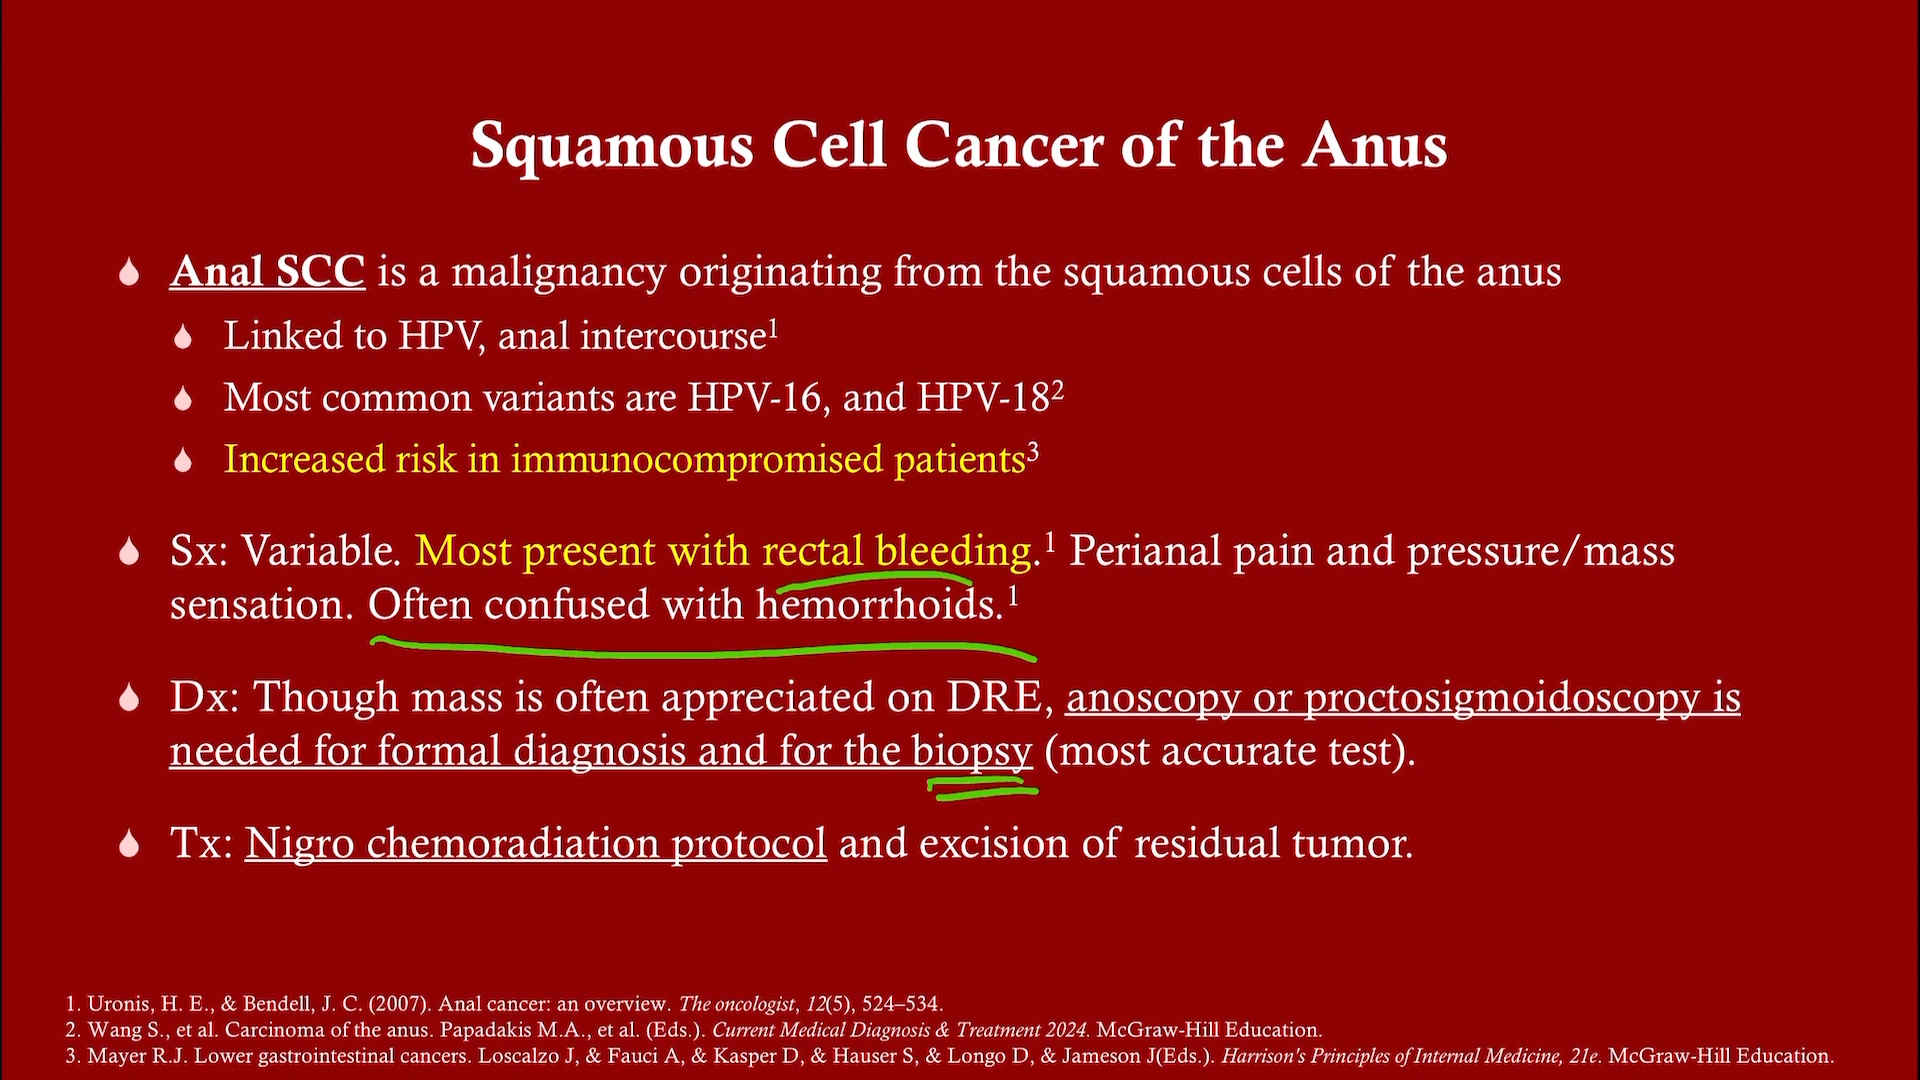 Squamous Cell Cancer of the Anus
Anal SCC is a malignancy originating from the squamous cells of the anus
Linked to HPV, anal intercourse¹
Most common variants are HPV-16, and HPV-18²
Increased risk in immunocompromised patients³
Sx: Variable. Most present with rectal bleeding.¹ Perianal pain and pressure/mass
sensation. Often confused with hemorrhoids.¹
Dx: Though mass is often appreciated on DRE, anoscopy or proctosigmoidoscopy is
needed for formal diagnosis and for the biopsy (most accurate test).
Tx: Nigro chemoradiation protocol and excision of residual tumor.
1. Uronis, H. E., & Bendell, J. C. (2007). Anal cancer: an overview. The oncologist, 12(5), 524–534.
2. Wang S., et al. Carcinoma of the anus. Papadakis M.A., et al. (Eds.). Current Medical Diagnosis & Treatment 2024. McGraw-Hill Education.
3. Mayer R.J. Lower gastrointestinal cancers. Loscalzo J, & Fauci A, & Kasper D, & Hauser S, & Longo D, & Jameson J(Eds.). Harrison's Principles of Internal Medicine, 21e. McGraw-Hill Education.